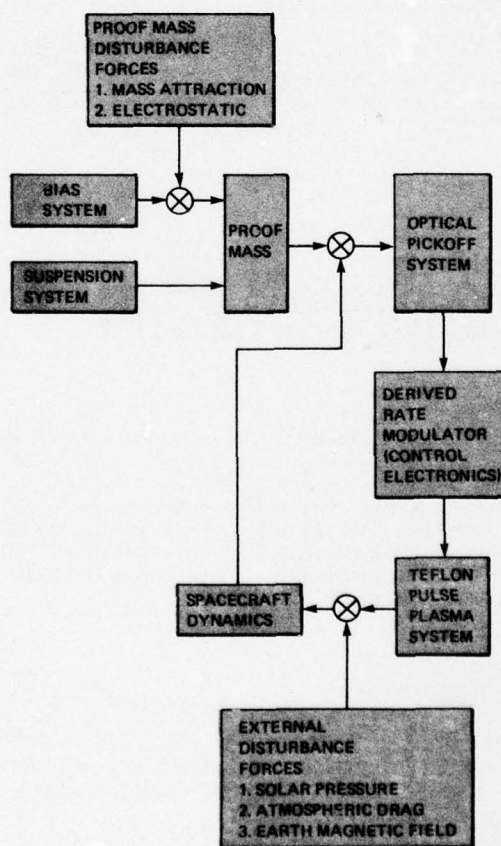 PROOF MASS
DISTURBANCE
FORCES
1. MASS ATTRACTION
2. ELECTROSTATIC
BIAS
SYSTEM
PROOF
MASS
OPTICAL
PICKOFF
SYSTEM
SUSPENSION
SYSTEM
DERIVED
RATE
MODULATOR
(CONTROL
ELECTRONICS)
TEFLON
PULSE
PLASMA
SYSTEM
SPACECRAFT
DYNAMICS
EXTERNAL
DISTURBANCE
FORCES
1. SOLAR PRESSURE
2. ATMOSPHERIC DRAG
3. EARTH MAGNETIC FIELD